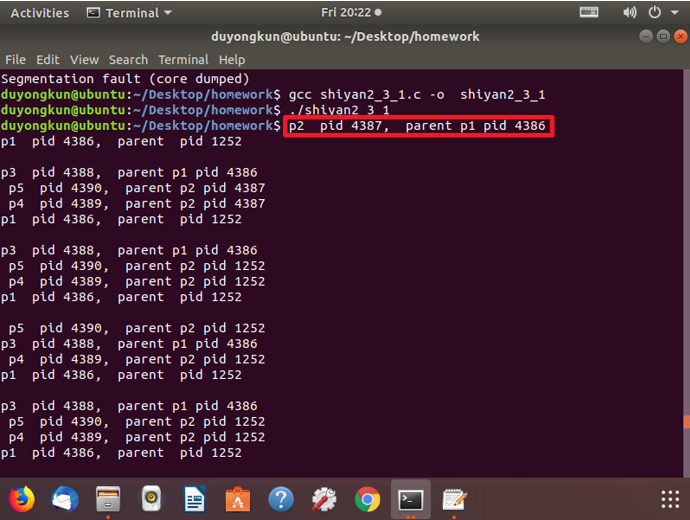 Activities Terminal Fri 20:22
duyongkun@ubuntu: ~/Desktop/homework
File Edit View Search Terminal Help
Segmentation fault (core dumped)
duyongkun@ubuntu:~/Desktop/homework$ gcc shiyan2_3_1.c -o  shiyan2_3_1
duyongkun@ubuntu:~/Desktop/homework$ ./shiyan2_3_1
duyongkun@ubuntu:~/Desktop/homework$ p2  pid 4387,  parent p1 pid 4386
p1  pid 4386,  parent  pid 1252
p3  pid 4388,  parent p1 pid 4386
 p5  pid 4390,  parent p2 pid 4387
 p4  pid 4389,  parent p2 pid 4387
p1  pid 4386,  parent  pid 1252
p3  pid 4388,  parent p1 pid 4386
 p5  pid 4390,  parent p2 pid 1252
 p4  pid 4389,  parent p2 pid 1252
p1  pid 4386,  parent  pid 1252
 p5  pid 4390,  parent p2 pid 1252
p3  pid 4388,  parent p1 pid 4386
 p4  pid 4389,  parent p2 pid 1252
p1  pid 4386,  parent  pid 1252
p3  pid 4388,  parent p1 pid 4386
 p5  pid 4390,  parent p2 pid 1252
 p4  pid 4389,  parent p2 pid 1252
p1  pid 4386,  parent  pid 1252